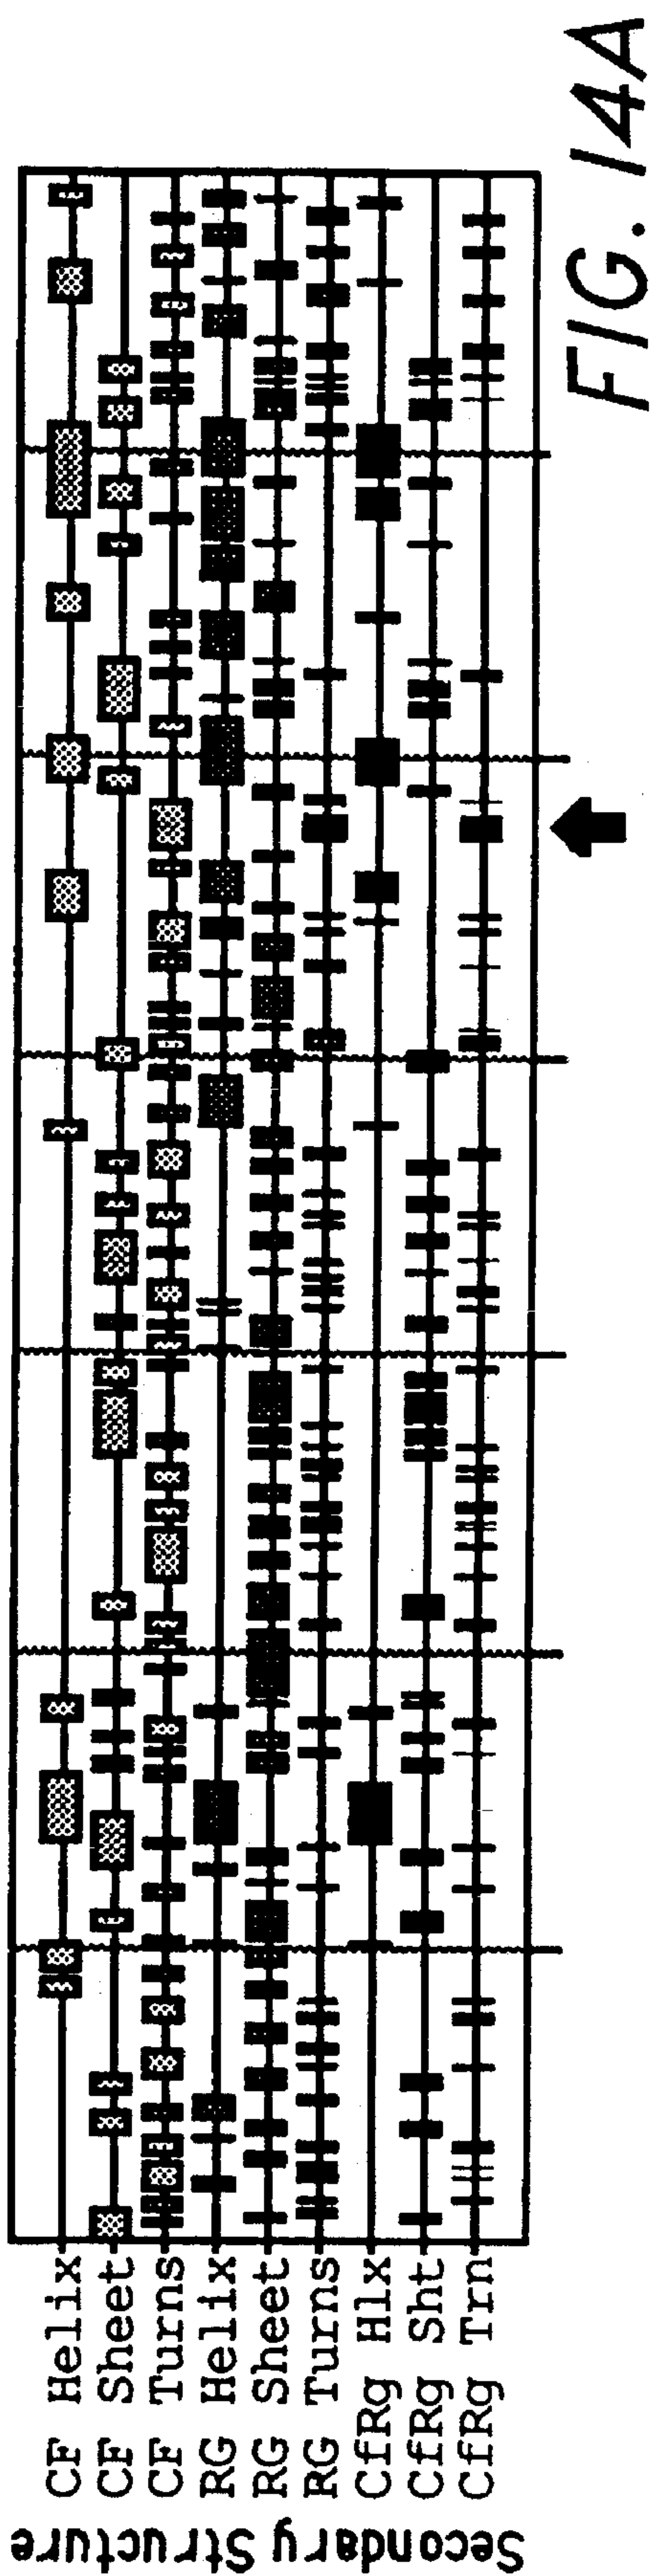 Secondary Structure
CF Helix
CF Sheet
CF Turns
RG Helix
RG Sheet
RG Turns
CfRg Hlx
CfRg Sht
CfRg Trn
FIG. 14A